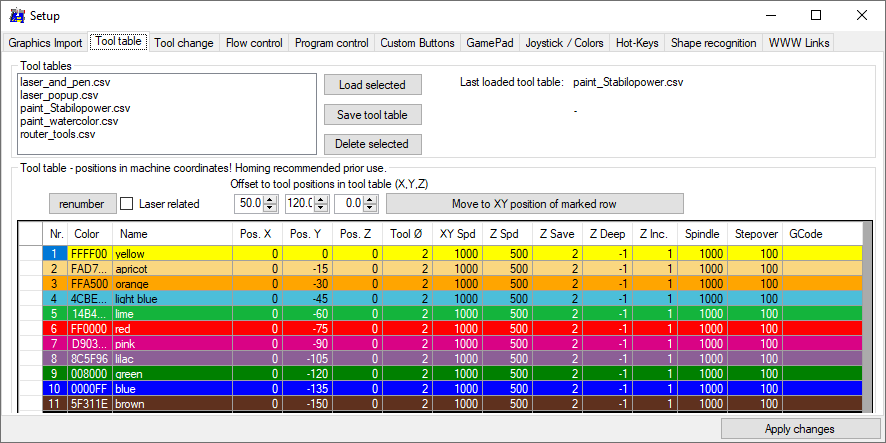 Setup
Graphics Import Tool table Tool change Flow control Program control Custom Buttons GamePad Joystick / Colors Hot-Keys Shape recognition WWW Links
Tool tables
laser_and_pen.csv
laser_popup.csv
paint_Stabilopower.csv
paint_watercolor.csv
router_tools.csv
Load selected
Save tool table
Delete selected
Last loaded tool table: paint_Stabilopower.csv
-
Tool table - positions in machine coordinates! Homing recommended prior use.
Offset to tool positions in tool table (X,Y,Z)
renumber Laser related 50.0 120.0 0.0 Move to XY position of marked row
Nr. Color Name Pos. X Pos. Y Pos. Z Tool Ø XY Spd Z Spd Z Save Z Deep Z Inc. Spindle Stepover GCode
1 FFFF00 yellow 0 0 0 2 1000 500 2 -1 1 1000 100
2 FAD7... apricot 0 -15 0 2 1000 500 2 -1 1 1000 100
3 FFA500 orange 0 -30 0 2 1000 500 2 -1 1 1000 100
4 4CBE... light blue 0 -45 0 2 1000 500 2 -1 1 1000 100
5 14B4... lime 0 -60 0 2 1000 500 2 -1 1 1000 100
6 FF0000 red 0 -75 0 2 1000 500 2 -1 1 1000 100
7 D903... pink 0 -90 0 2 1000 500 2 -1 1 1000 100
8 8C5F96 lilac 0 -105 0 2 1000 500 2 -1 1 1000 100
9 008000 green 0 -120 0 2 1000 500 2 -1 1 1000 100
10 0000FF blue 0 -135 0 2 1000 500 2 -1 1 1000 100
11 5F311E brown 0 -150 0 2 1000 500 2 -1 1 1000 100
Apply changes